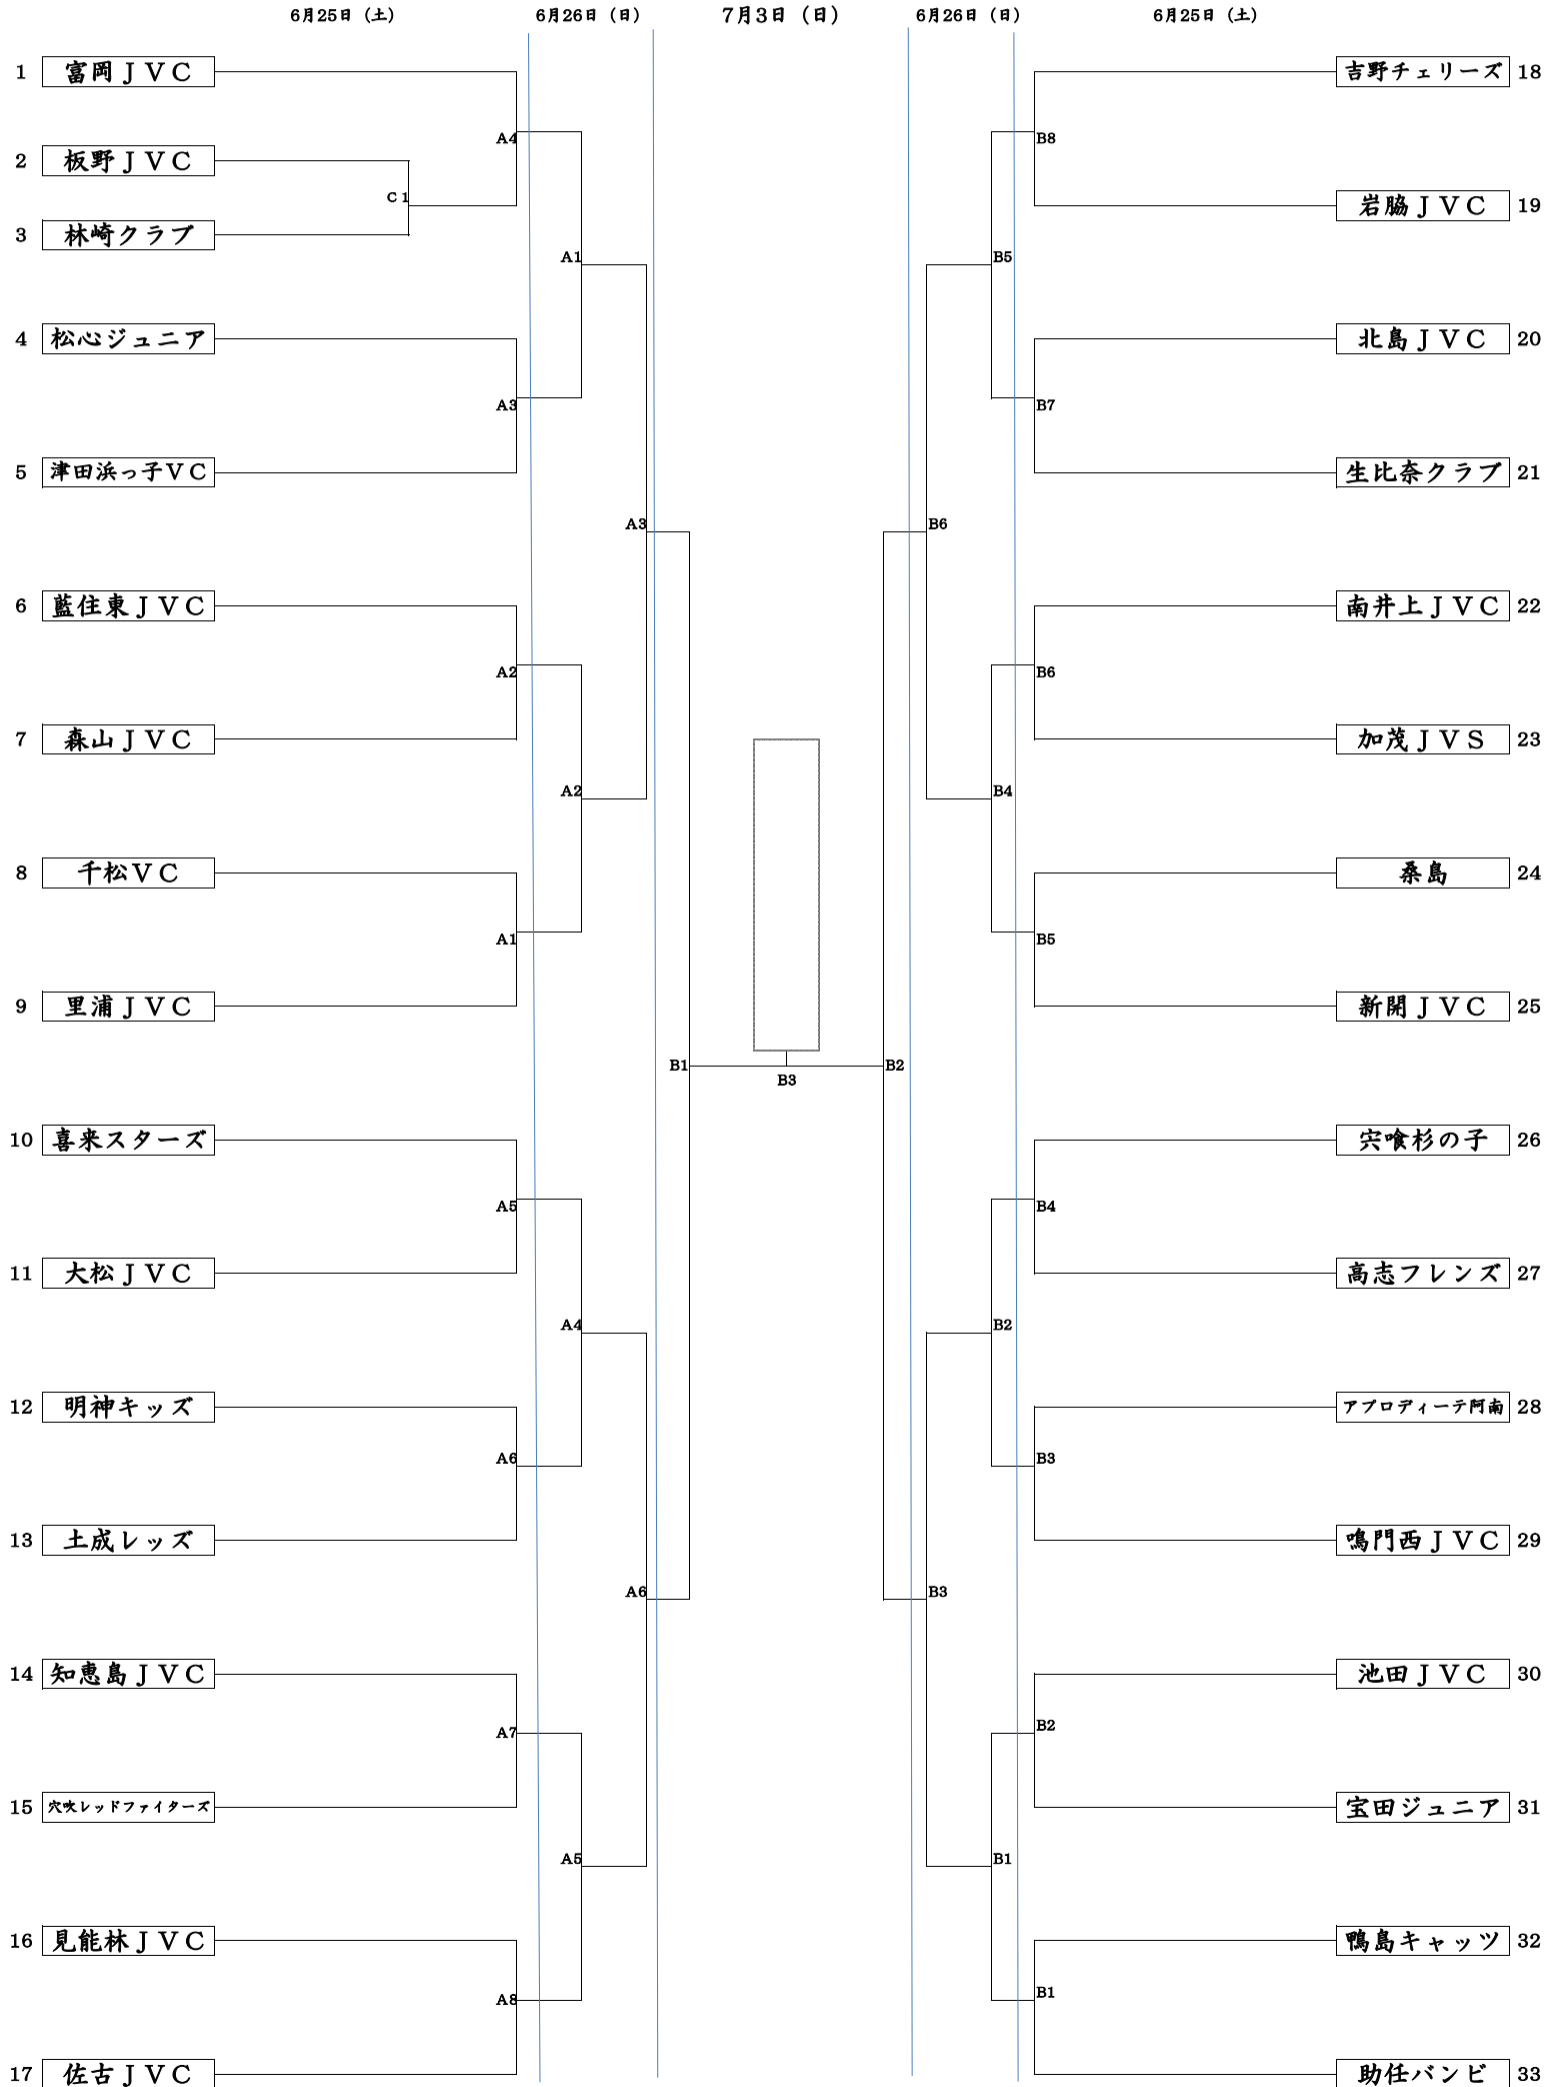 6月25日（土） 6月26日（日） 7月3日（日） 6月26日（日） 6月25日（土）
1 富岡ＪＶＣ 吉野チェリーズ 18
A4 B8
2 板野ＪＶＣ
C 1 岩脇ＪＶＣ 19
3 林崎クラブ
A1 B5
4 松心ジュニア 北島ＪＶＣ 20
A3 B7
5 津田浜っ子ＶＣ 生比奈クラブ 21
A3 B6
6 藍住東ＪＶＣ 南井上ＪＶＣ 22
A2 B6
7 森山ＪＶＣ 加茂ＪＶＳ 23
A2 B4
8 千松ＶＣ 桑島 24
A1 B5
9 里浦ＪＶＣ 新開ＪＶＣ 25
B1 B3 B2
10 喜来スターズ 宍喰杉の子 26
A5 B4
11 大松ＪＶＣ 高志フレンズ 27
A4 B2
12 明神キッズ アプロディーテ阿南 28
A6 B3
13 土成レッズ 鳴門西ＪＶＣ 29
A6 B3
14 知恵島ＪＶＣ 池田ＪＶＣ 30
A7 B2
15 穴吹レッドファイターズ 宝田ジュニア 31
A5 B1
16 見能林ＪＶＣ 鴨島キャッツ 32
A8 B1
17 佐古ＪＶＣ 助任バンビ 33